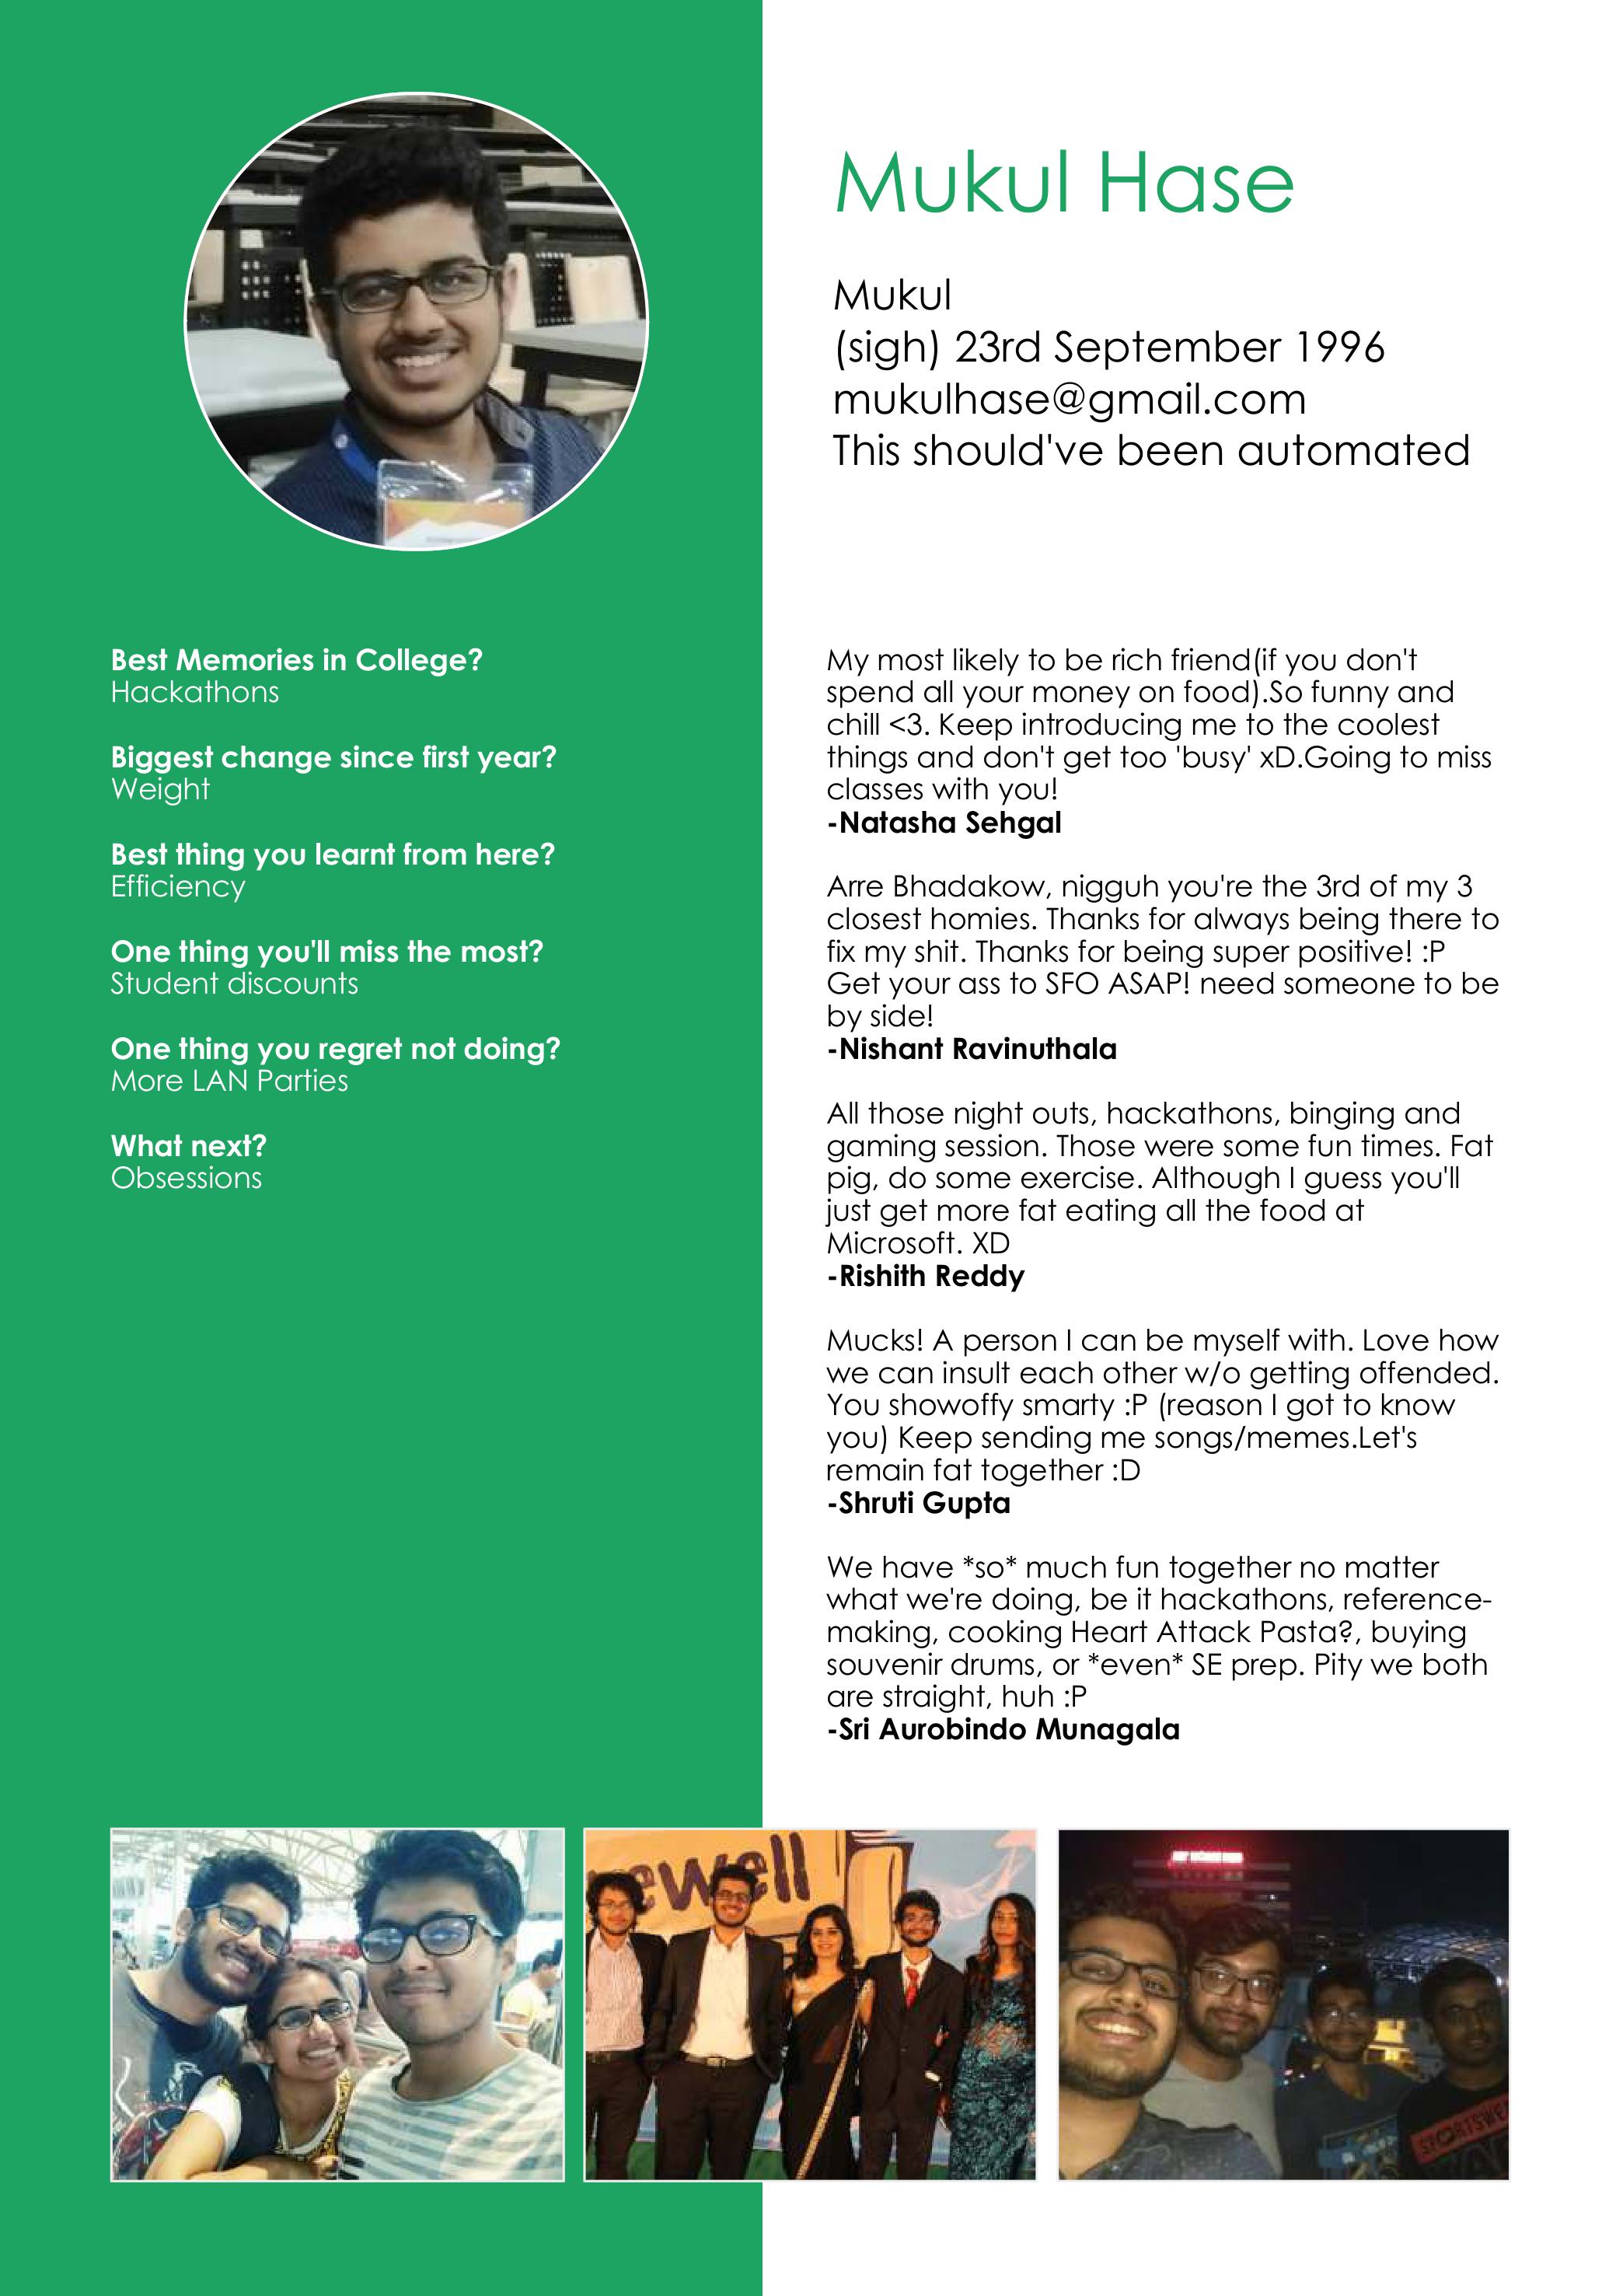 Mukul Hase
Mukul
(sigh) 23rd September 1996
mukulhase@gmail.com
This should've been automated
Best Memories in College?
Hackathons
Biggest change since first year?
Weight
Best thing you learnt from here?
Efficiency
One thing you'll miss the most?
Student discounts
One thing you regret not doing?
More LAN Parties
What next?
Obsessions
My most likely to be rich friend(if you don't
spend all your money on food).So funny and
chill <3. Keep introducing me to the coolest
things and don't get too 'busy' xD.Going to miss
classes with you!
-Natasha Sehgal
Arre Bhadakow, nigguh you're the 3rd of my 3
closest homies. Thanks for always being there to
fix my shit. Thanks for being super positive! :P
Get your ass to SFO ASAP! need someone to be
by side!
-Nishant Ravinuthala
All those night outs, hackathons, binging and
gaming session. Those were some fun times. Fat
pig, do some exercise. Although I guess you'll
just get more fat eating all the food at
Microsoft. XD
-Rishith Reddy
Mucks! A person I can be myself with. Love how
we can insult each other w/o getting offended.
You showoffy smarty :P (reason I got to know
you) Keep sending me songs/memes.Let's
remain fat together :D
-Shruti Gupta
We have *so* much fun together no matter
what we're doing, be it hackathons, reference-
making, cooking Heart Attack Pasta?, buying
souvenir drums, or *even* SE prep. Pity we both
are straight, huh :P
-Sri Aurobindo Munagala
ewell
SPORTSWE